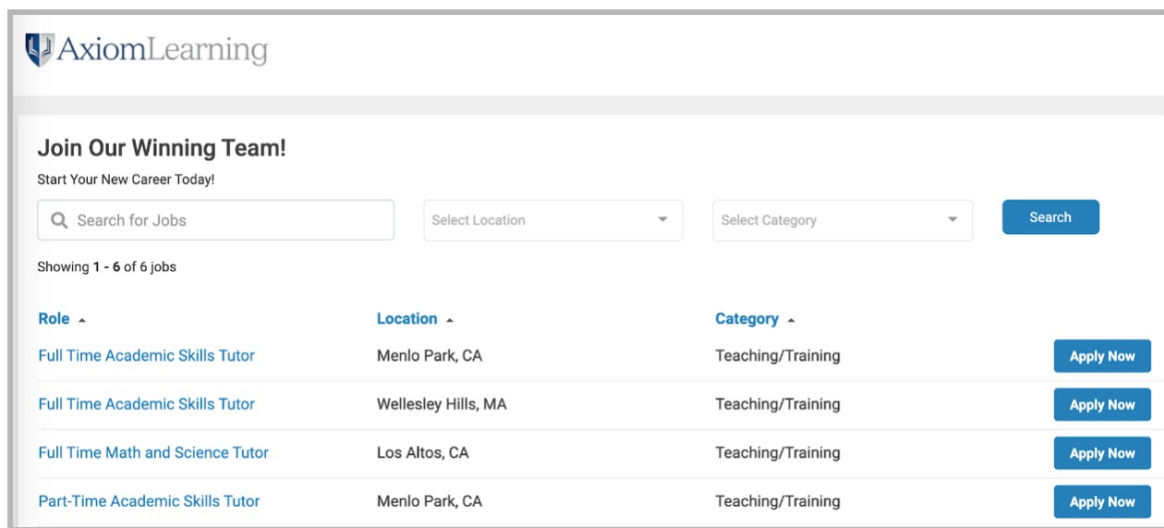 AxiomLearning
Join Our Winning Team!
Start Your New Career Today!
Search for Jobs Select Location Select Category Search
Showing 1 - 6 of 6 jobs
Role Location Category
Full Time Academic Skills Tutor Menlo Park, CA Teaching/Training Apply Now
Full Time Academic Skills Tutor Wellesley Hills, MA Teaching/Training Apply Now
Full Time Math and Science Tutor Los Altos, CA Teaching/Training Apply Now
Part-Time Academic Skills Tutor Menlo Park, CA Teaching/Training Apply Now